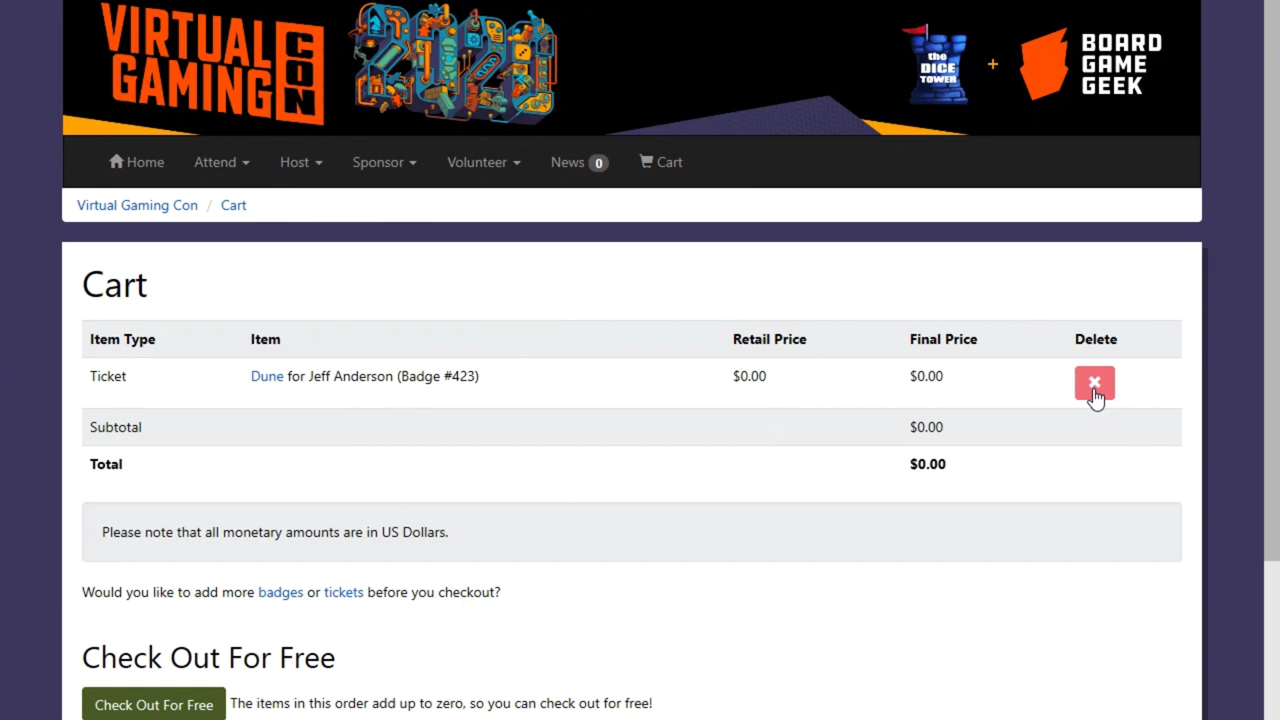 VIRTUAL
GAMING
CON
2020
the
DICE
TOWER
+
BOARD
GAME
GEEK
Home Attend Host Sponsor Volunteer News 0 Cart
Virtual Gaming Con / Cart
Cart
Item Type Item Retail Price Final Price Delete
Ticket Dune for Jeff Anderson (Badge #423) $0.00 $0.00
Subtotal $0.00
Total $0.00
Please note that all monetary amounts are in US Dollars.
Would you like to add more badges or tickets before you checkout?
Check Out For Free
Check Out For Free The items in this order add up to zero, so you can check out for free!